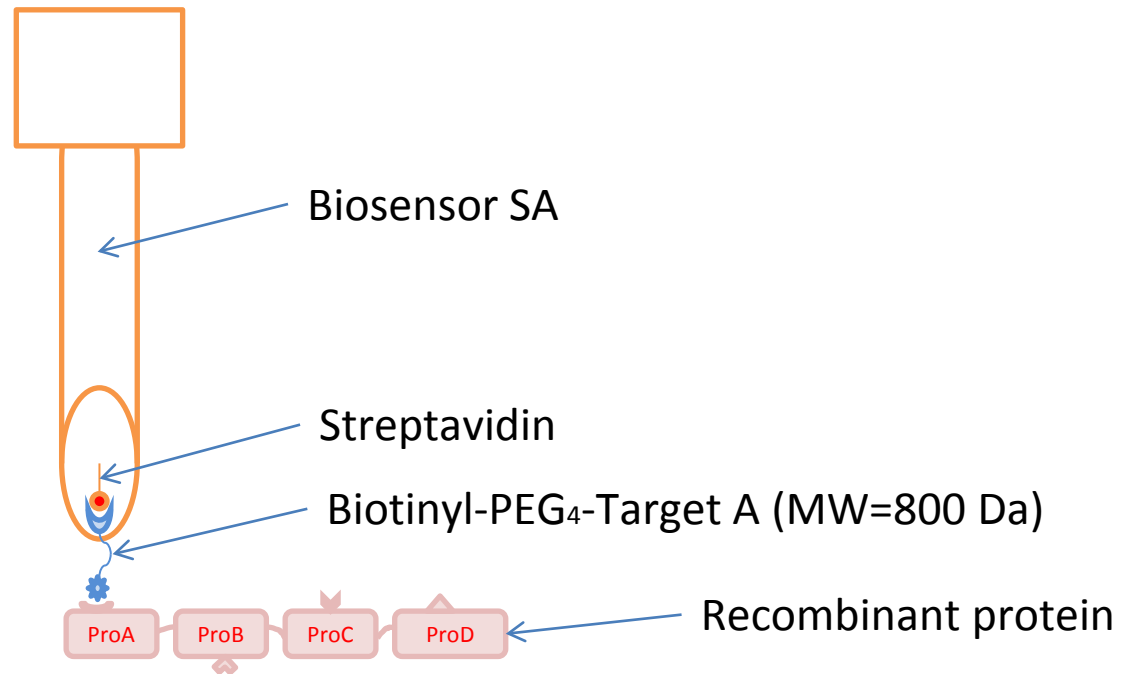 Biosensor SA
Streptavidin
Biotinyl-PEG₄-Target A (MW=800 Da)
Recombinant protein
ProA ProB ProC ProD